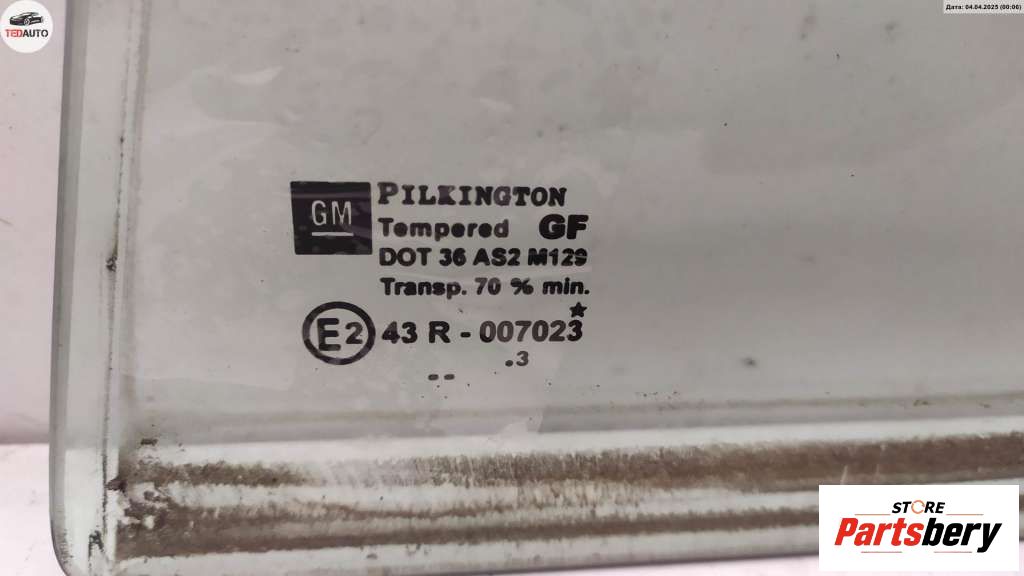 Дата: 04.04.2025 (00:06)
TEDAUTO
GM
PILKINGTON
Tempered GF
DOT 36 AS2 M129
Transp. 70 % min.
E2 43 R - 007023
.3
--
STORE
Partsbery